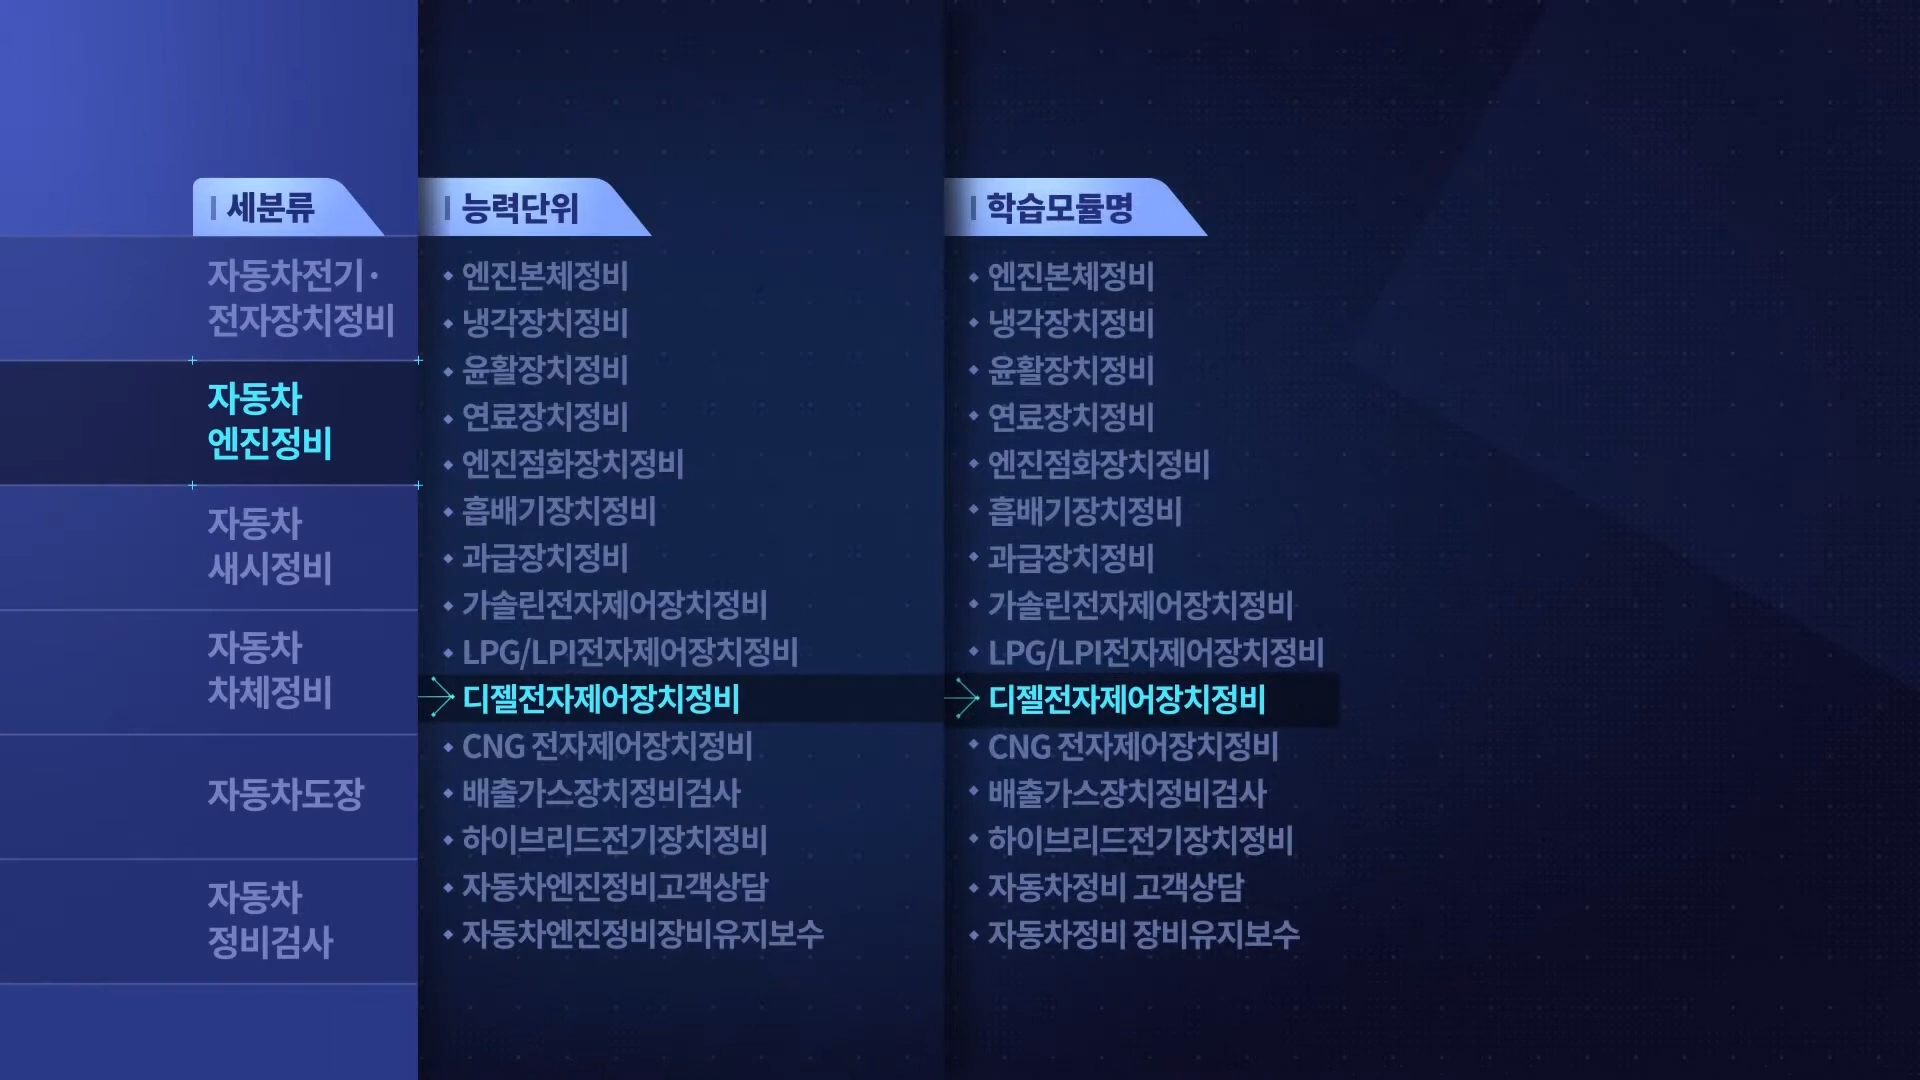 세분류
자동차전기·
전자장치정비
자동차
엔진정비
자동차
새시정비
자동차
차체정비
자동차도장
자동차
정비검사
능력단위
엔진본체정비
냉각장치정비
윤활장치정비
연료장치정비
엔진점화장치정비
흡배기장치정비
과급장치정비
가솔린전자제어장치정비
LPG/LPI전자제어장치정비
디젤전자제어장치정비
CNG 전자제어장치정비
배출가스장치정비검사
하이브리드전기장치정비
자동차엔진정비고객상담
자동차엔진정비장비유지보수
학습모듈명
엔진본체정비
냉각장치정비
윤활장치정비
연료장치정비
엔진점화장치정비
흡배기장치정비
과급장치정비
가솔린전자제어장치정비
LPG/LPI전자제어장치정비
디젤전자제어장치정비
CNG 전자제어장치정비
배출가스장치정비검사
하이브리드전기장치정비
자동차정비 고객상담
자동차정비 장비유지보수